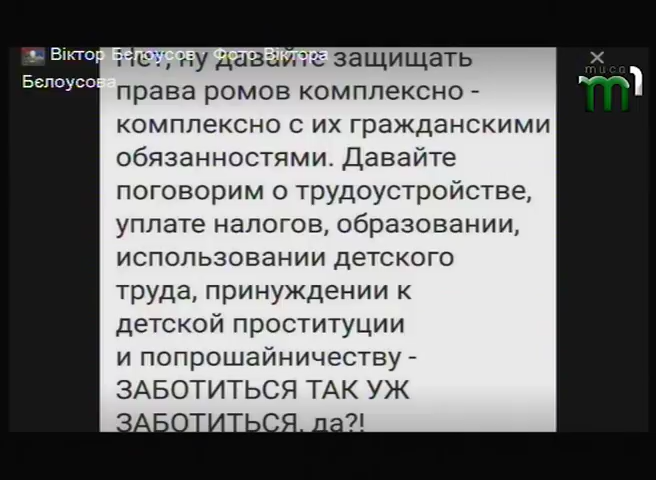 Віктор Бєлоусов - Фото Віктора
Бєлоусова
Нет, ну давайте защищать
права ромов комплексно -
комплексно с их гражданскими
обязанностями. Давайте
поговорим о трудоустройстве,
уплате налогов, образовании,
использовании детского
труда, принуждении к
детской проституции
и попрошайничеству -
ЗАБОТИТЬСЯ ТАК УЖ
ЗАБОТИТЬСЯ, да?!